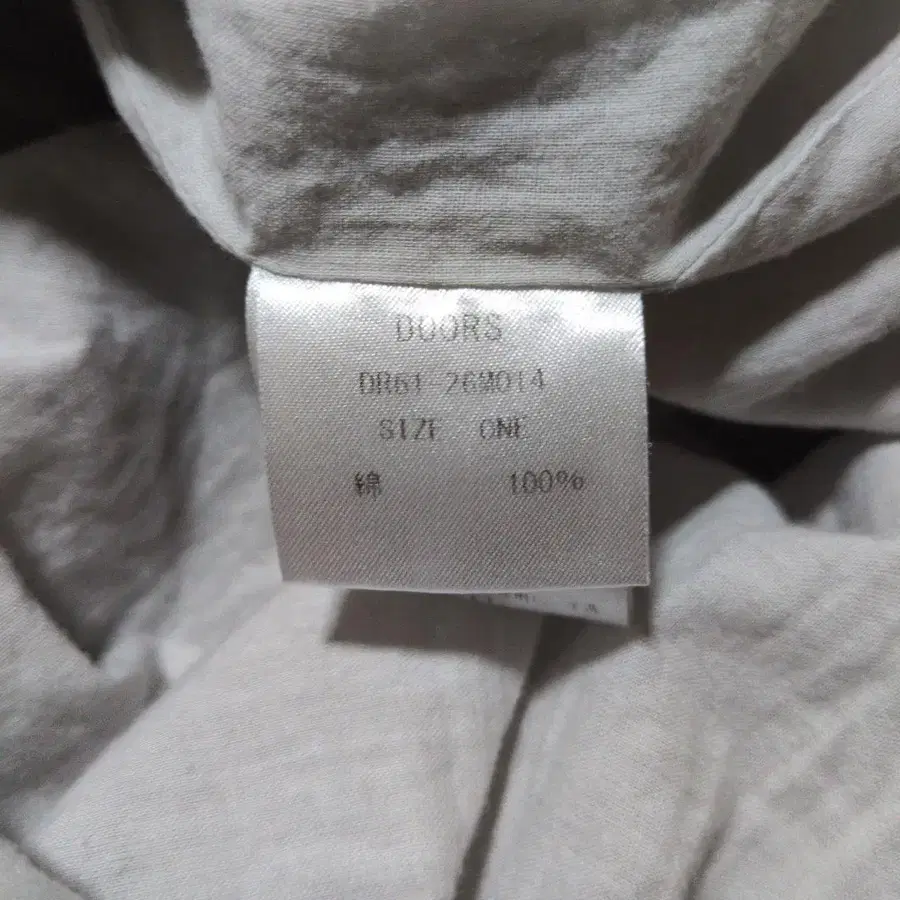 DOORS
DR61-26M014
SIZE ONE
綿 100%